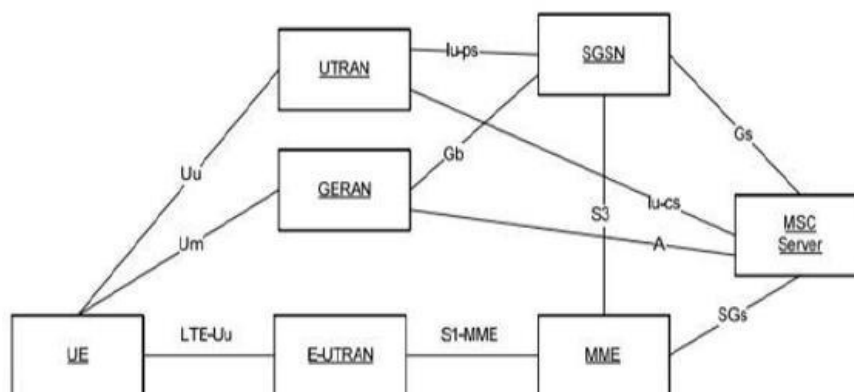 Iu-ps
UTRAN
SGSN
Gs
Gb
Uu
GERAN
Iu-cs
S3
Um
A
MSC
Server
SGs
LTE-Uu
S1-MME
UE
E-UTRAN
MME